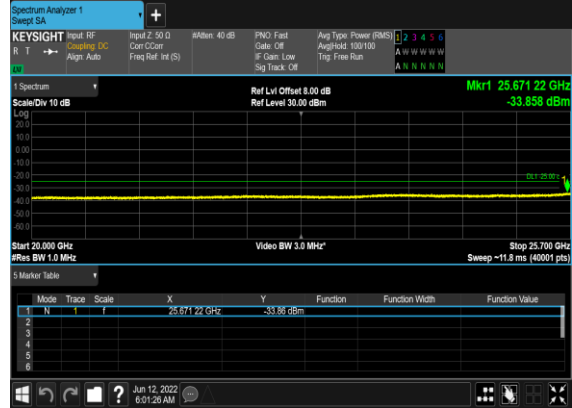 Spectrum Analyzer 1
Swept SA
+
KEYSIGHT
R T
Input: RF
Coupling: DC
Align: Auto
Input Z: 50 Ω
Corr CCorr
Freq Ref: Int (S)
#Atten: 40 dB
PNO: Fast
Gate: Off
IF Gain: Low
Sig Track: Off
Avg Type: Power (RMS)
Avg|Hold: 100/100
Trig: Free Run
1 2 3 4 5 6
A W W W W W
A N N N N N
1 Spectrum
Scale/Div 10 dB
Ref Lvl Offset 8.00 dB
Ref Level 30.00 dBm
Mkr1 25.671 22 GHz
-33.858 dBm
Log
20.0
10.0
0.00
-10.0
-20.0
-30.0
-40.0
-50.0
-60.0
1
Start 20.000 GHz
#Res BW 1.0 MHz
Video BW 3.0 MHz*
Stop 25.700 GHz
Sweep ~11.8 ms (40001 pts)
5 Marker Table
Mode Trace Scale X Y Function Function Width Function Value
1 N 1 f 25.671 22 GHz -33.86 dBm
2
3
4
5
6
?
Jun 12, 2022
6:01:26 AM